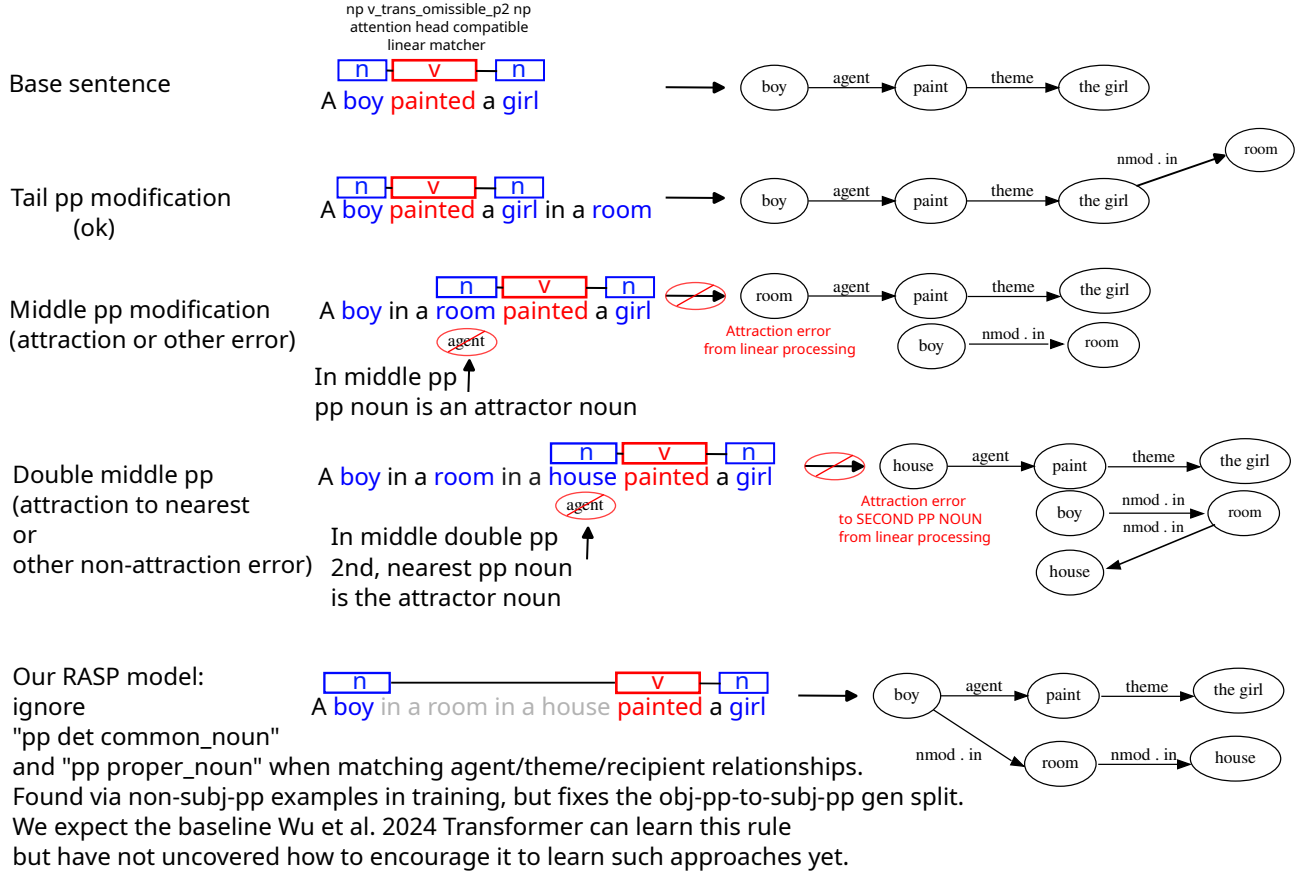 np v_trans_omissible_p2 np
attention head compatible
linear matcher
Base sentence
n v n
A boy painted a girl
boy agent paint theme the girl
Tail pp modification
(ok)
n v n
A boy painted a girl in a room
boy agent paint theme the girl nmod . in room
Middle pp modification
(attraction or other error)
n v n
A boy in a room painted a girl
agent
In middle pp
pp noun is an attractor noun
room agent paint theme the girl
Attraction error
from linear processing
boy nmod . in room
Double middle pp
(attraction to nearest
or
other non-attraction error)
n v n
A boy in a room in a house painted a girl
agent
In middle double pp
2nd, nearest pp noun
is the attractor noun
house agent paint theme the girl
Attraction error
to SECOND PP NOUN
from linear processing
boy nmod . in room
nmod . in
house
Our RASP model:
ignore
"pp det common_noun"
and "pp proper_noun" when matching agent/theme/recipient relationships.
Found via non-subj-pp examples in training, but fixes the obj-pp-to-subj-pp gen split.
We expect the baseline Wu et al. 2024 Transformer can learn this rule
but have not uncovered how to encourage it to learn such approaches yet.
n v n
A boy in a room in a house painted a girl
boy agent paint theme the girl
nmod . in room nmod . in house